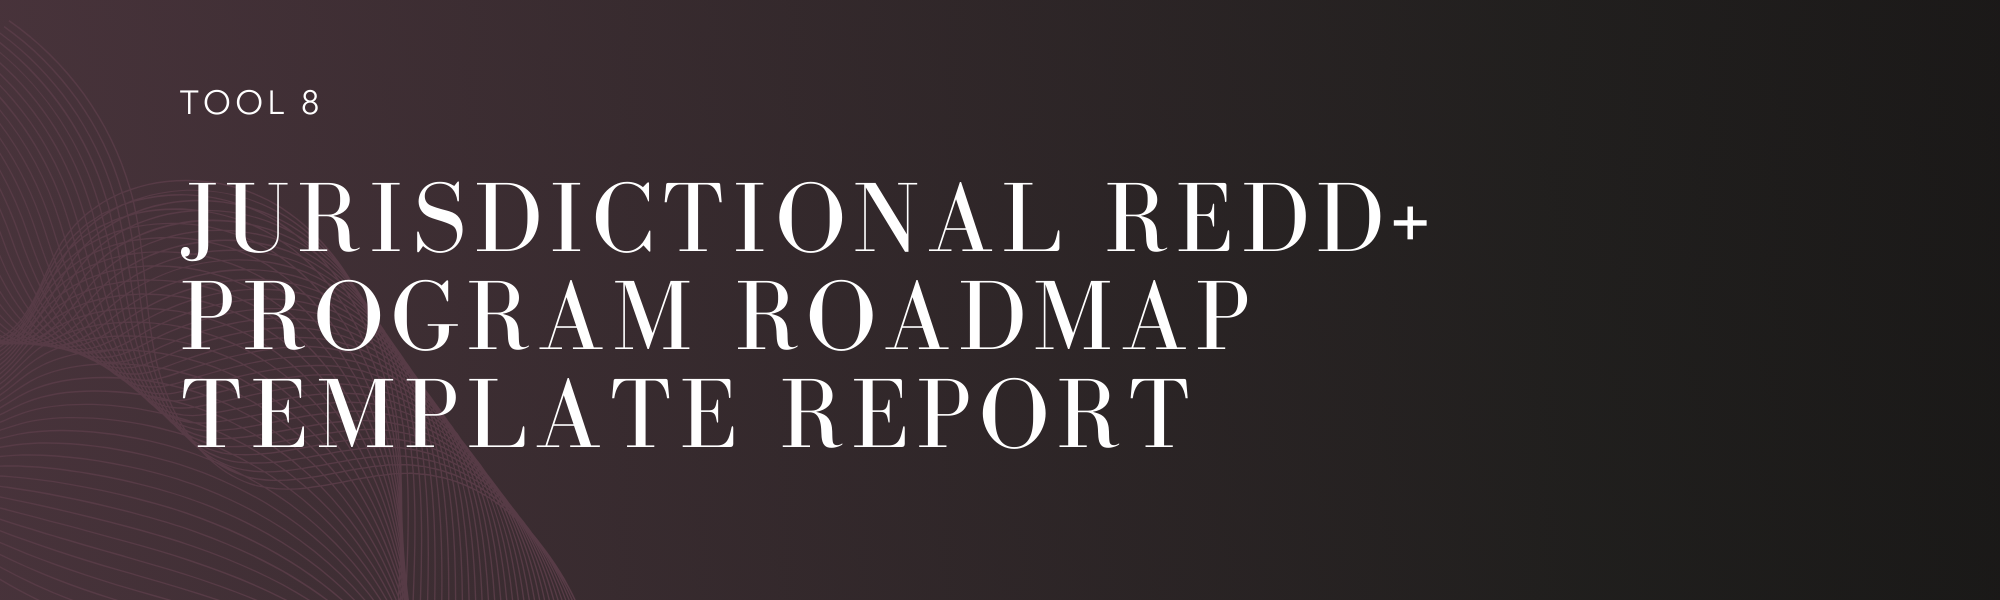 TOOL 8
JURISDICTIONAL REDD+
PROGRAM ROADMAP
TEMPLATE REPORT